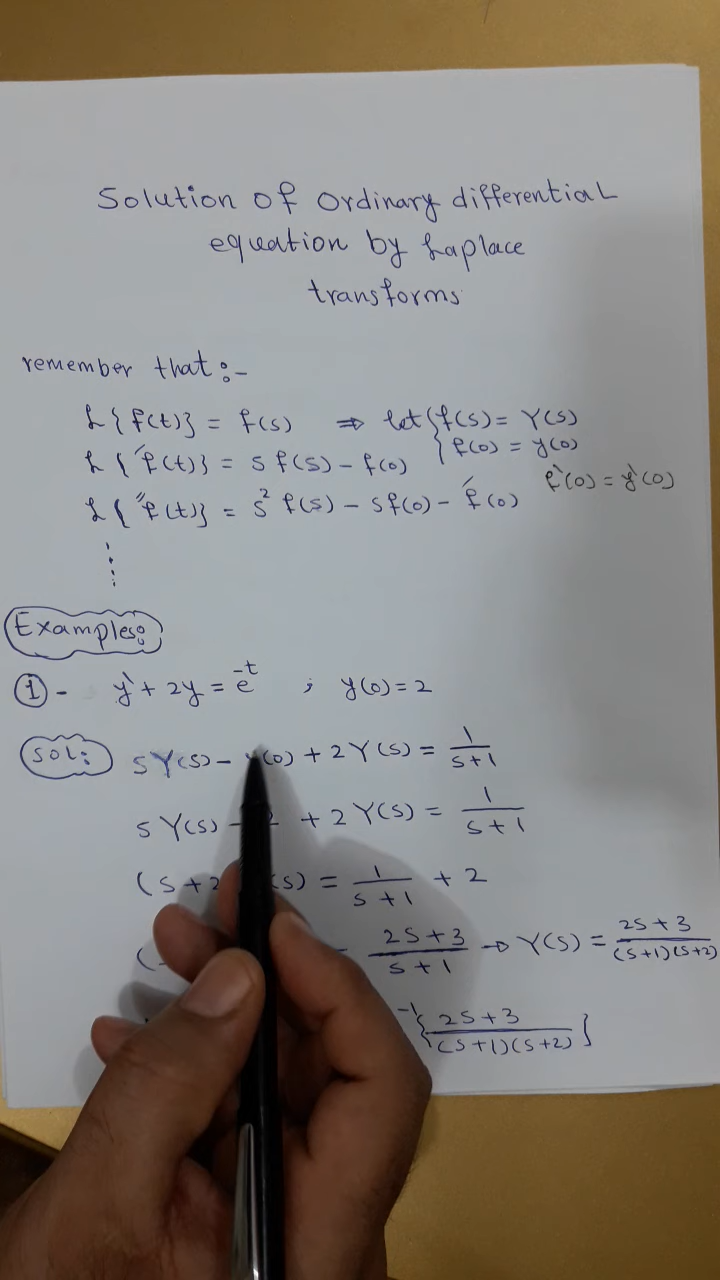 Solution of ordinary differential
equation by Laplace
transforms
remember that :-
L{f(t)} = f(s) ⇒ let { f(s) = Y(s)
{ f(0) = y(0)
L{f′(t)} = s f(s) − f(0)
f′(0) = y′(0)
L{f″(t)} = s² f(s) − s f(0) − f′(0)
⋮
Examples:
① - y′ + 2y = e^-t ; y(0) = 2
sol: sY(s) − (0) + 2Y(s) = 1/(s+1)
sY(s) − + 2Y(s) = 1/(s+1)
(s+2 (s) = 1/(s+1) + 2
( = (2s+3)/(s+1) → Y(s) = (2s+3)/((s+1)(s+2))
^-1{ (2s+3)/((s+1)(s+2)) }